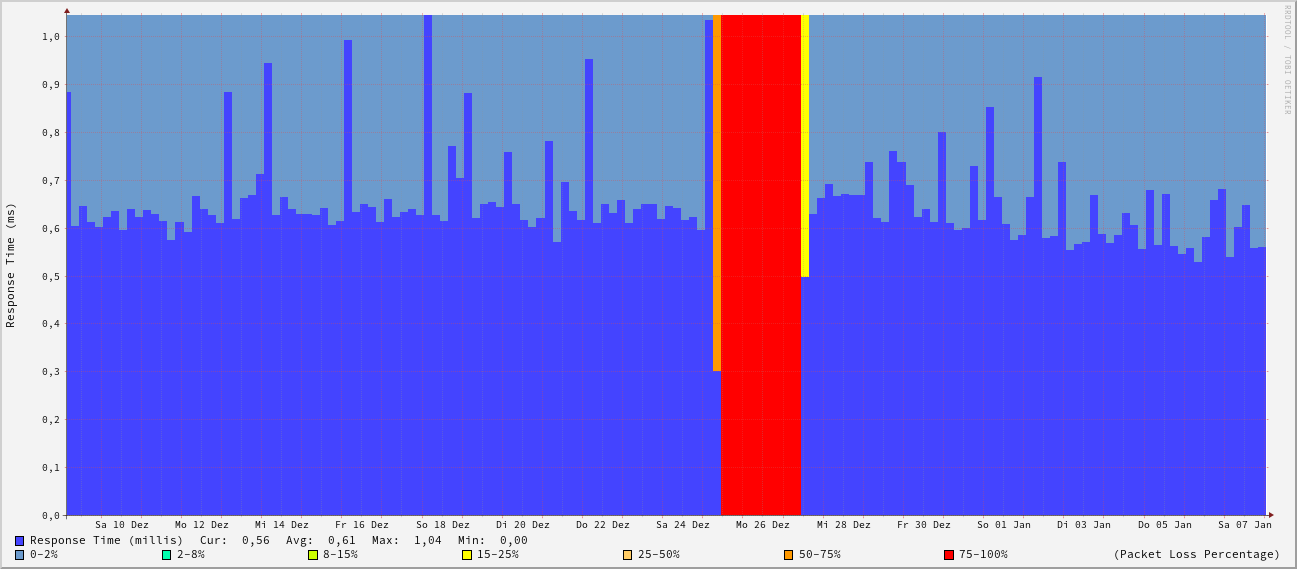 RRDTOOL / TOBI OETIKER
Response Time (ms)
1,0
0,9
0,8
0,7
0,6
0,5
0,4
0,3
0,2
0,1
0,0
Sa 10 Dez Mo 12 Dez Mi 14 Dez Fr 16 Dez So 18 Dez Di 20 Dez Do 22 Dez Sa 24 Dez Mo 26 Dez Mi 28 Dez Fr 30 Dez So 01 Jan Di 03 Jan Do 05 Jan Sa 07 Jan
Response Time (millis) Cur: 0,56 Avg: 0,61 Max: 1,04 Min: 0,00
0-2% 2-8% 8-15% 15-25% 25-50% 50-75% 75-100% (Packet Loss Percentage)